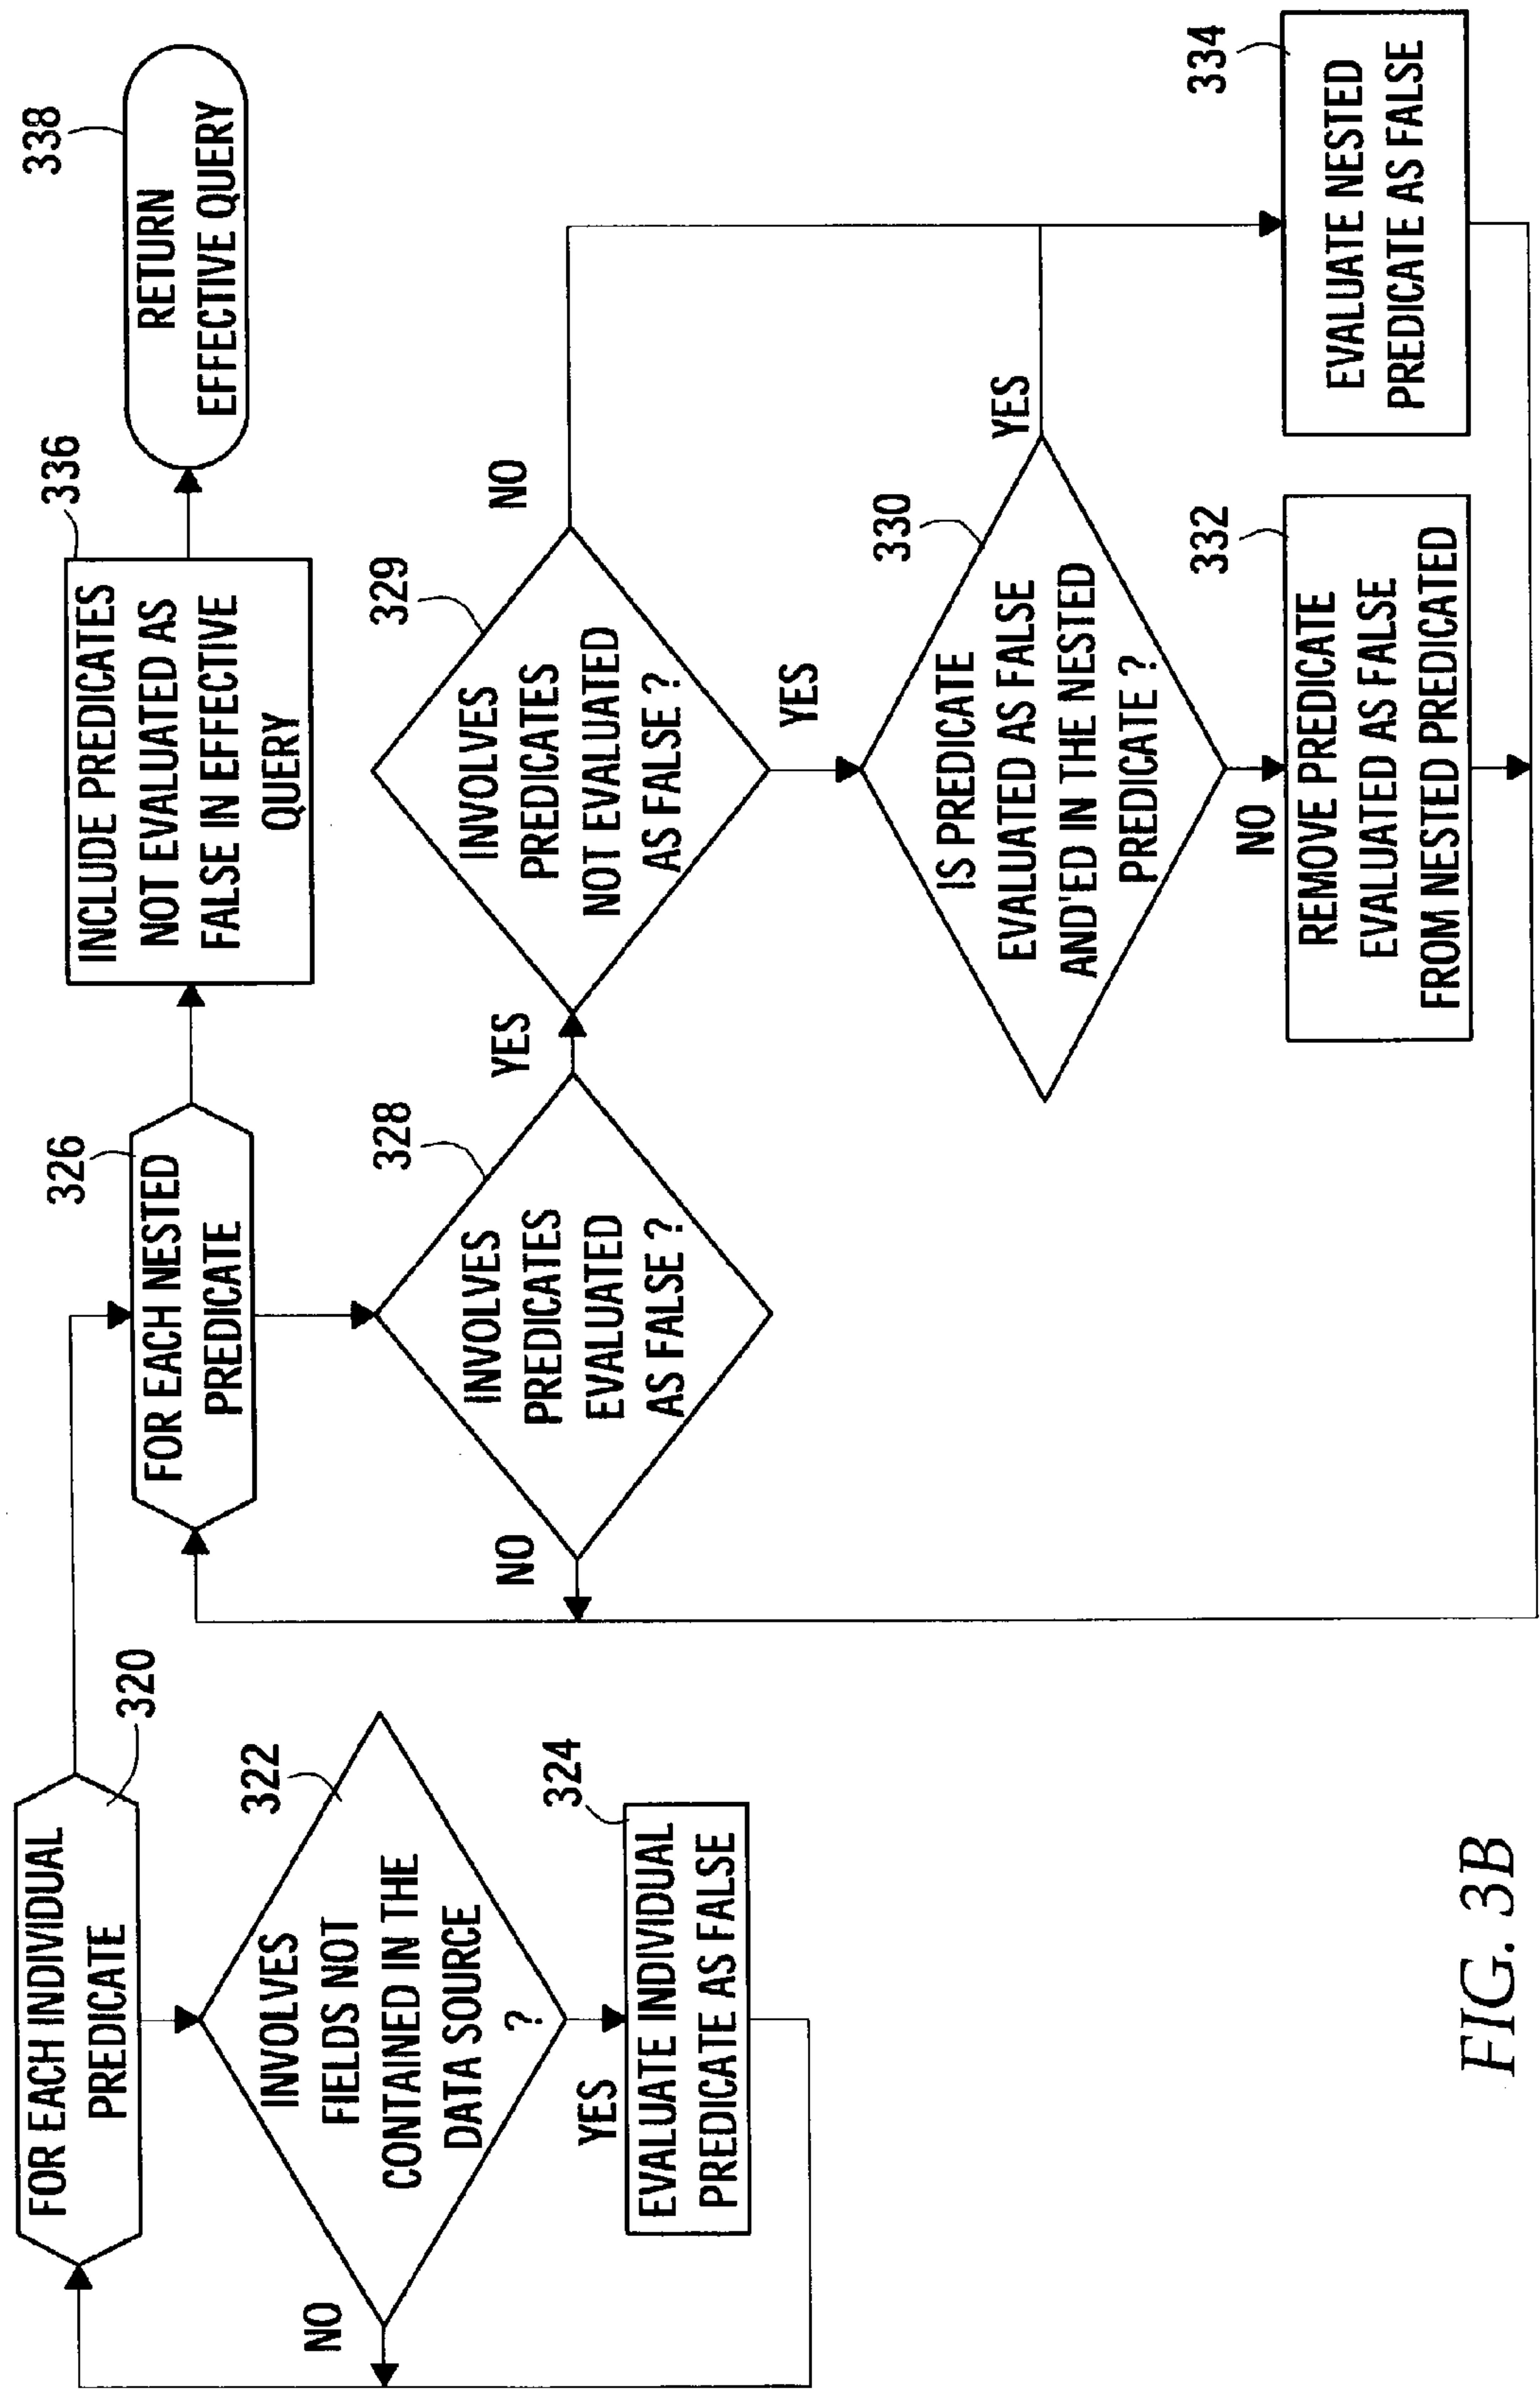 FOR EACH INDIVIDUAL
PREDICATE
320
INVOLVES
FIELDS NOT
CONTAINED IN THE
DATA SOURCE
?
322
NO
YES
EVALUATE INDIVIDUAL
PREDICATE AS FALSE
324
FOR EACH NESTED
PREDICATE
326
INVOLVES
PREDICATES
EVALUATED
AS FALSE ?
328
NO
YES
INVOLVES
PREDICATES
NOT EVALUATED
AS FALSE ?
329
NO
YES
IS PREDICATE
EVALUATED AS FALSE
AND'ED IN THE NESTED
PREDICATE ?
330
YES
NO
REMOVE PREDICATE
EVALUATED AS FALSE
FROM NESTED PREDICATED
332
EVALUATE NESTED
PREDICATE AS FALSE
334
INCLUDE PREDICATES
NOT EVALUATED AS
FALSE IN EFFECTIVE
QUERY
336
RETURN
EFFECTIVE QUERY
338
FIG. 3B